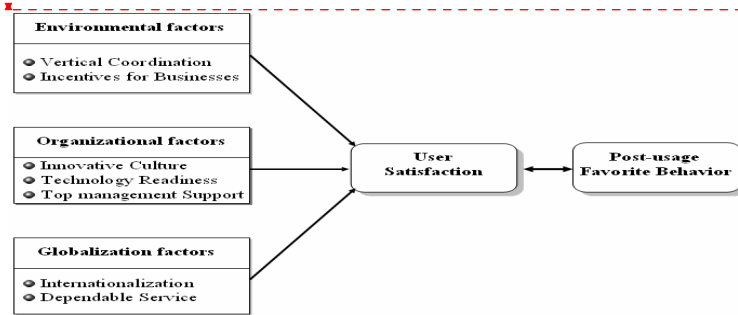 Environmental factors
Vertical Coordination
Incentives for Businesses
Organizational factors
Innovative Culture
Technology Readiness
Top management Support
Globalization factors
Internationalization
Dependable Service
User
Satisfaction
Post-usage
Favorite Behavior